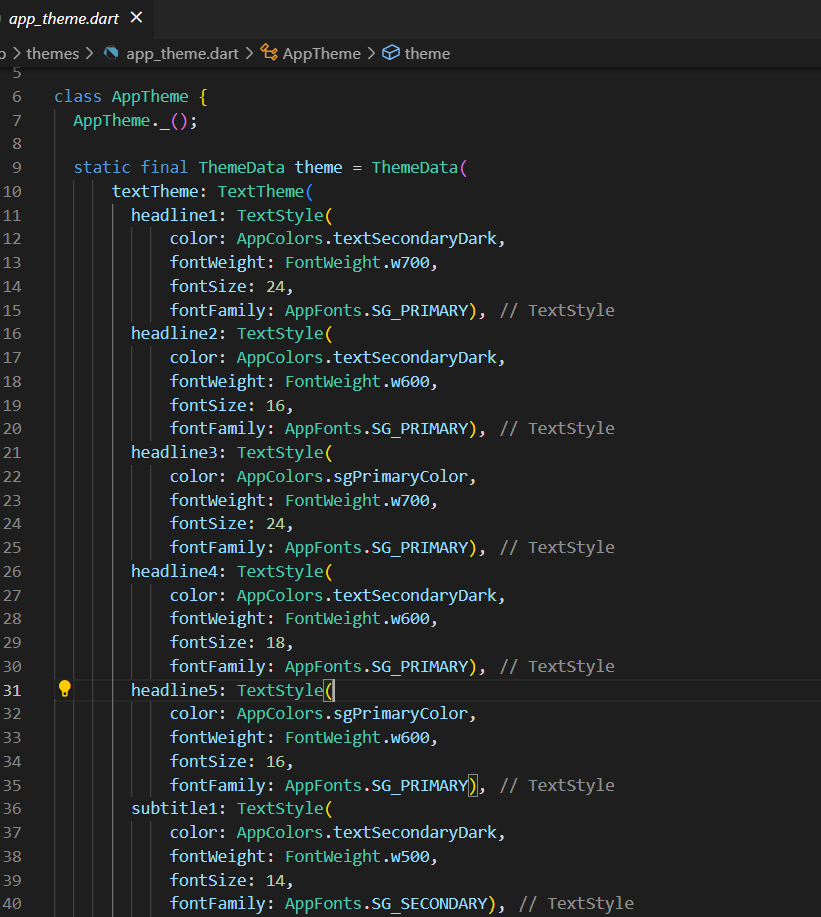 app_theme.dart ×
o > themes > app_theme.dart > AppTheme > theme
5
6 class AppTheme {
7 AppTheme._();
8
9 static final ThemeData theme = ThemeData(
10 textTheme: TextTheme(
11 headline1: TextStyle(
12 color: AppColors.textSecondaryDark,
13 fontWeight: FontWeight.w700,
14 fontSize: 24,
15 fontFamily: AppFonts.SG_PRIMARY), // TextStyle
16 headline2: TextStyle(
17 color: AppColors.textSecondaryDark,
18 fontWeight: FontWeight.w600,
19 fontSize: 16,
20 fontFamily: AppFonts.SG_PRIMARY), // TextStyle
21 headline3: TextStyle(
22 color: AppColors.sgPrimaryColor,
23 fontWeight: FontWeight.w700,
24 fontSize: 24,
25 fontFamily: AppFonts.SG_PRIMARY), // TextStyle
26 headline4: TextStyle(
27 color: AppColors.textSecondaryDark,
28 fontWeight: FontWeight.w600,
29 fontSize: 18,
30 fontFamily: AppFonts.SG_PRIMARY), // TextStyle
31 headline5: TextStyle(
32 color: AppColors.sgPrimaryColor,
33 fontWeight: FontWeight.w600,
34 fontSize: 16,
35 fontFamily: AppFonts.SG_PRIMARY), // TextStyle
36 subtitle1: TextStyle(
37 color: AppColors.textSecondaryDark,
38 fontWeight: FontWeight.w500,
39 fontSize: 14,
40 fontFamily: AppFonts.SG_SECONDARY), // TextStyle